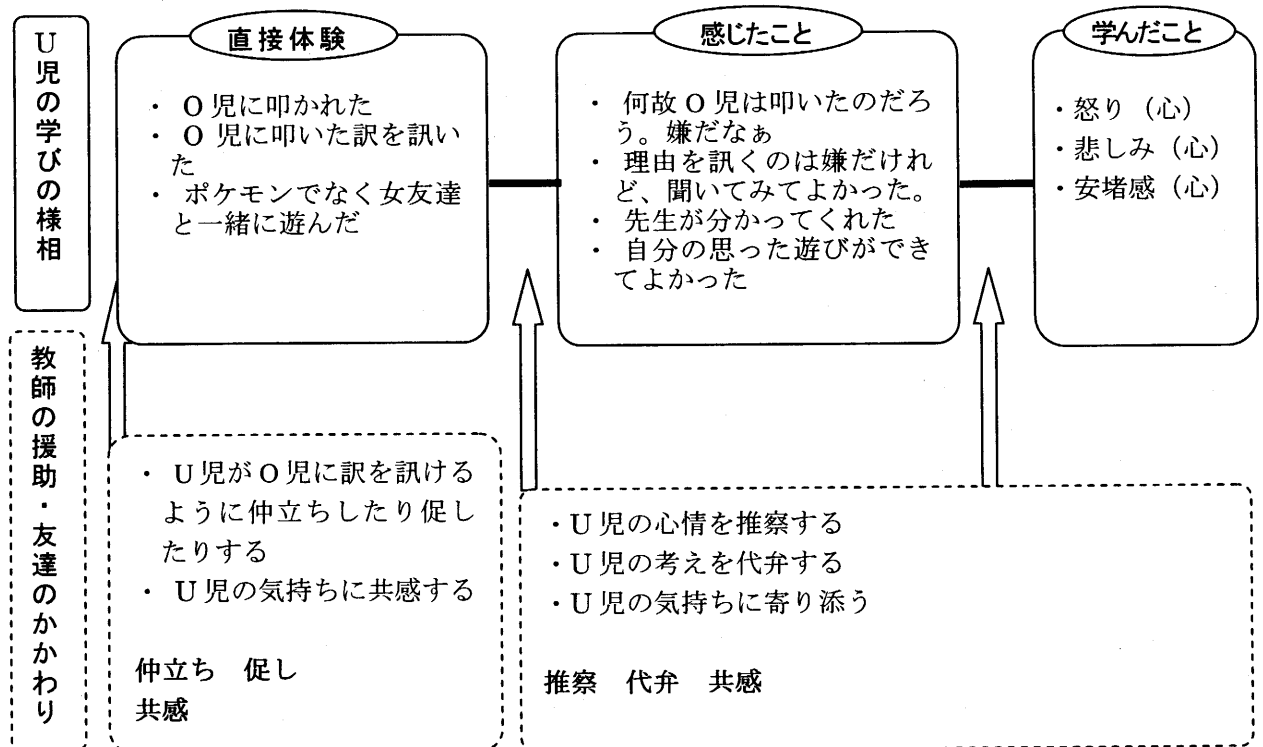 U児の学びの様相
直接体験
・ O児に叩かれた
・ O児に叩いた訳を訊い
た
・ ポケモンでなく女友達
と一緒に遊んだ
感じたこと
・ 何故O児は叩いたのだろ
う。嫌だなぁ
・ 理由を訊くのは嫌だけれ
ど、聞いてみてよかった。
・ 先生が分かってくれた
・ 自分の思った遊びができ
てよかった
学んだこと
・怒り（心）
・悲しみ（心）
・安堵感（心）
教師の援助・友達のかかわり
・ U児がO児に訳を訊ける
ように仲立ちしたり促し
たりする
・ U児の気持ちに共感する
仲立ち 促し
共感
・U児の心情を推察する
・U児の考えを代弁する
・U児の気持ちに寄り添う
推察 代弁 共感